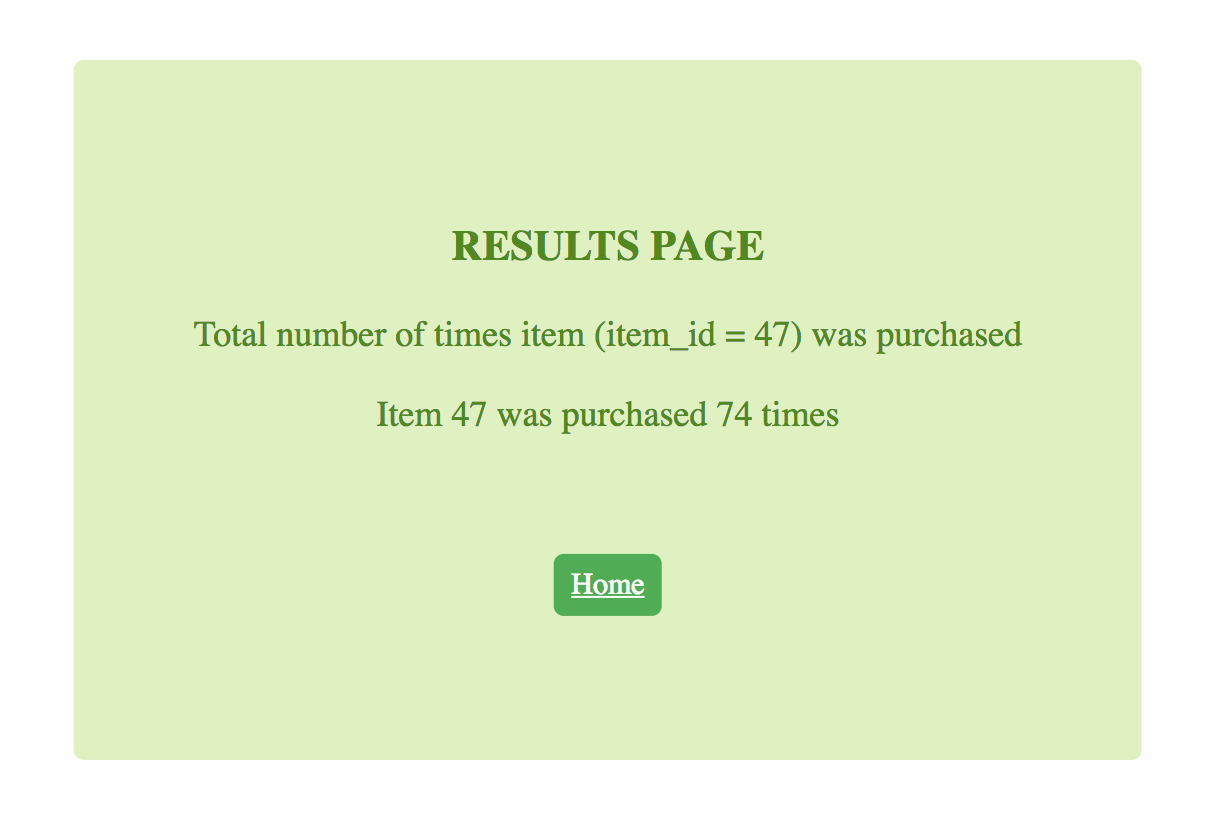 RESULTS PAGE
Total number of times item (item_id = 47) was purchased
Item 47 was purchased 74 times
Home